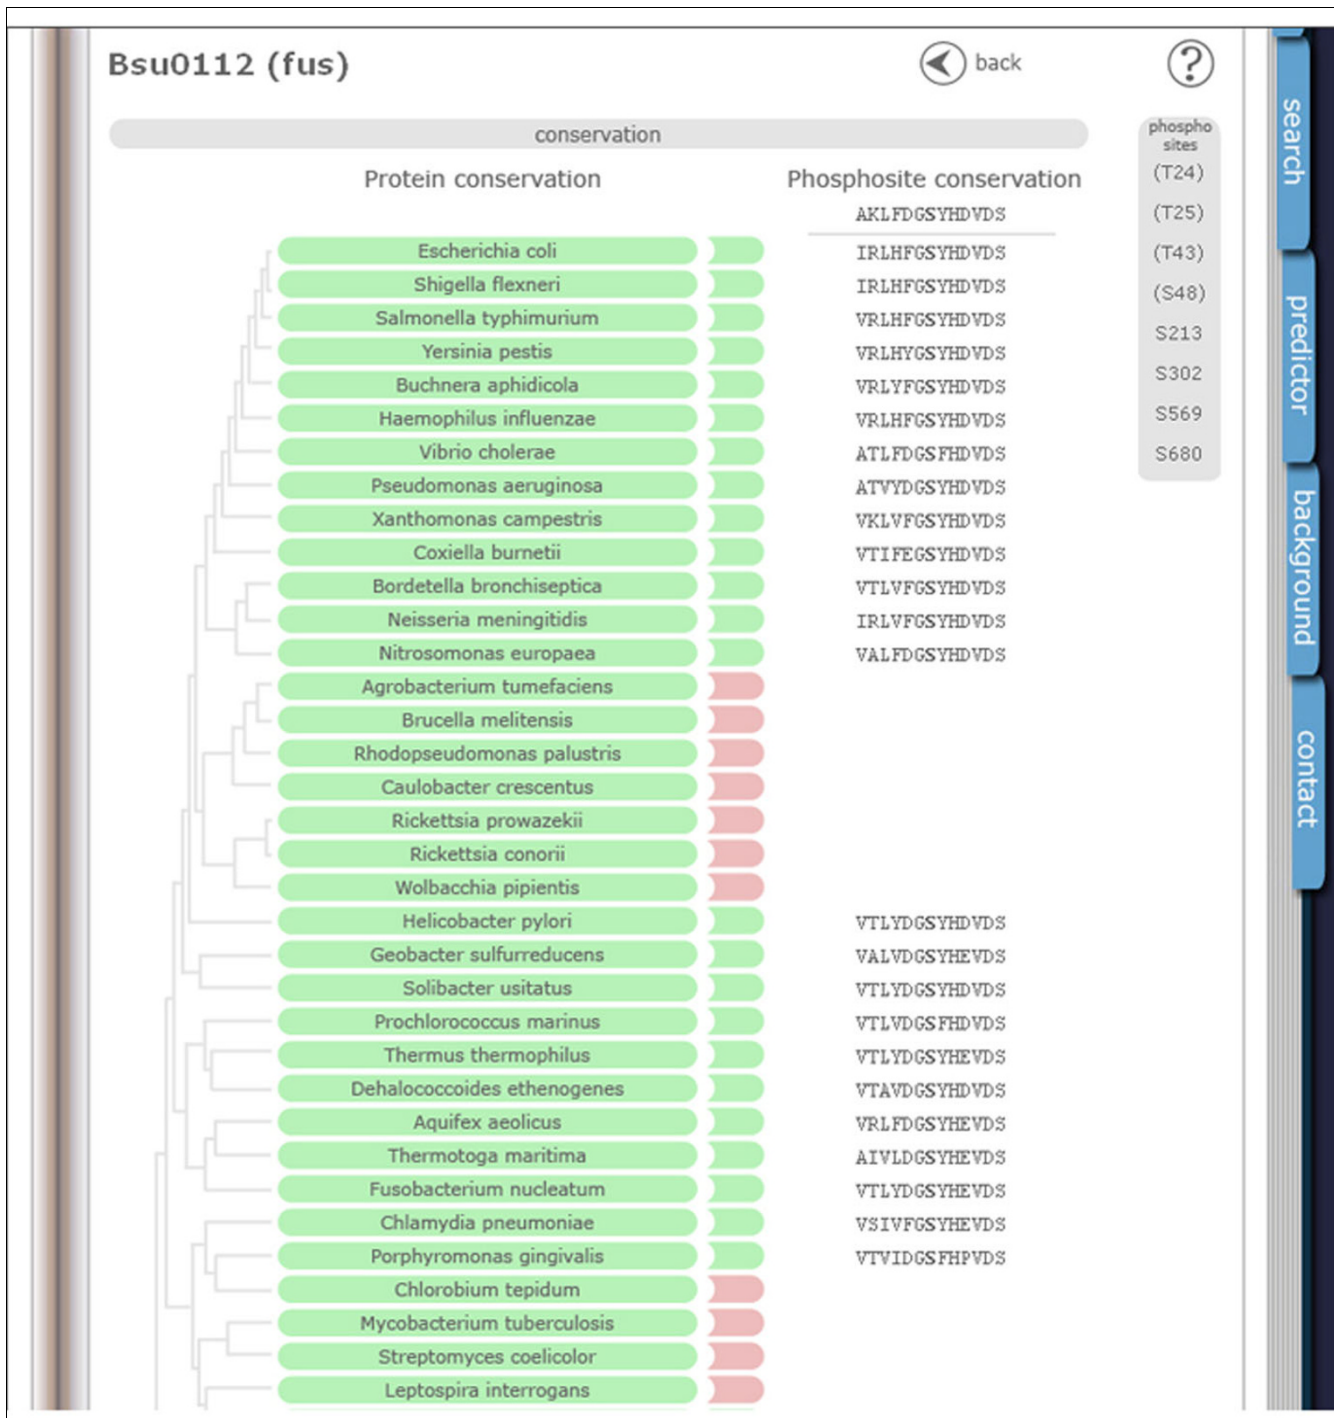 Bsu0112 (fus)
back
?
conservation
Protein conservation
Phosphosite conservation
AKLFDGSYHDVDS
Escherichia coli IRLHFGSYHDVDS
Shigella flexneri IRLHFGSYHDVDS
Salmonella typhimurium VRLHFGSYHDVDS
Yersinia pestis VRLHYGSYHDVDS
Buchnera aphidicola VRLYFGSYHDVDS
Haemophilus influenzae VRLHFGSYHDVDS
Vibrio cholerae ATLFDGSFHDVDS
Pseudomonas aeruginosa ATVYDGSYHDVDS
Xanthomonas campestris VKLVFGSYHDVDS
Coxiella burnetii VTIFEGSYHDVDS
Bordetella bronchiseptica VTLVFGSYHDVDS
Neisseria meningitidis IRLVFGSYHDVDS
Nitrosomonas europaea VALFDGSYHDVDS
Agrobacterium tumefaciens
Brucella melitensis
Rhodopseudomonas palustris
Caulobacter crescentus
Rickettsia prowazekii
Rickettsia conorii
Wolbacchia pipientis
Helicobacter pylori VTLYDGSYHDVDS
Geobacter sulfurreducens VALVDGSYHEVDS
Solibacter usitatus VTLYDGSYHDVDS
Prochlorococcus marinus VTLVDGSFHDVDS
Thermus thermophilus VTLYDGSYHEVDS
Dehalococcoides ethenogenes VTAVDGSYHDVDS
Aquifex aeolicus VRLFDGSYHEVDS
Thermotoga maritima AIVLDGSYHEVDS
Fusobacterium nucleatum VTLYDGSYHEVDS
Chlamydia pneumoniae VSIVFGSYHEVDS
Porphyromonas gingivalis VTVIDGSFHPVDS
Chlorobium tepidum
Mycobacterium tuberculosis
Streptomyces coelicolor
Leptospira interrogans
phospho
sites
(T24)
(T25)
(T43)
(S48)
S213
S302
S569
S680
search
predictor
background
contact